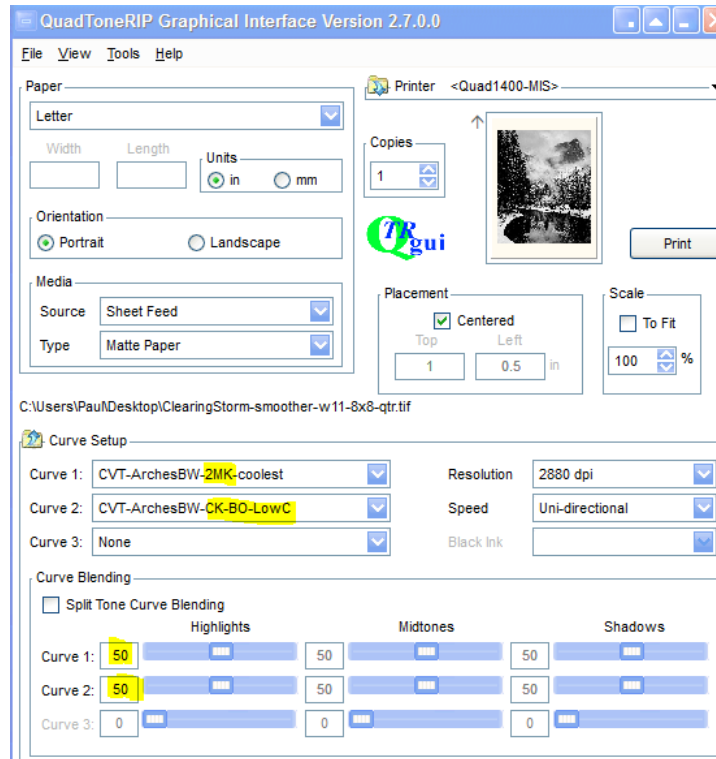 QuadToneRIP Graphical Interface Version 2.7.0.0
File View Tools Help
Paper
Letter
Width Length
Units
in mm
Orientation
Portrait Landscape
Media
Source Sheet Feed
Type Matte Paper
Printer <Quad1400-MIS>
Copies
1
QTRgui
Print
Placement
Centered
Top Left
1 0.5 in
Scale
To Fit
100 %
C:\Users\Paul\Desktop\ClearingStorm-smoother-w11-8x8-qtr.tif
Curve Setup
Curve 1: CVT-ArchesBW-2MK-coolest Resolution 2880 dpi
Curve 2: CVT-ArchesBW-CK-BO-LowC Speed Uni-directional
Curve 3: None Black Ink
Curve Blending
Split Tone Curve Blending
Highlights Midtones Shadows
Curve 1: 50 50 50
Curve 2: 50 50 50
Curve 3: 0 0 0